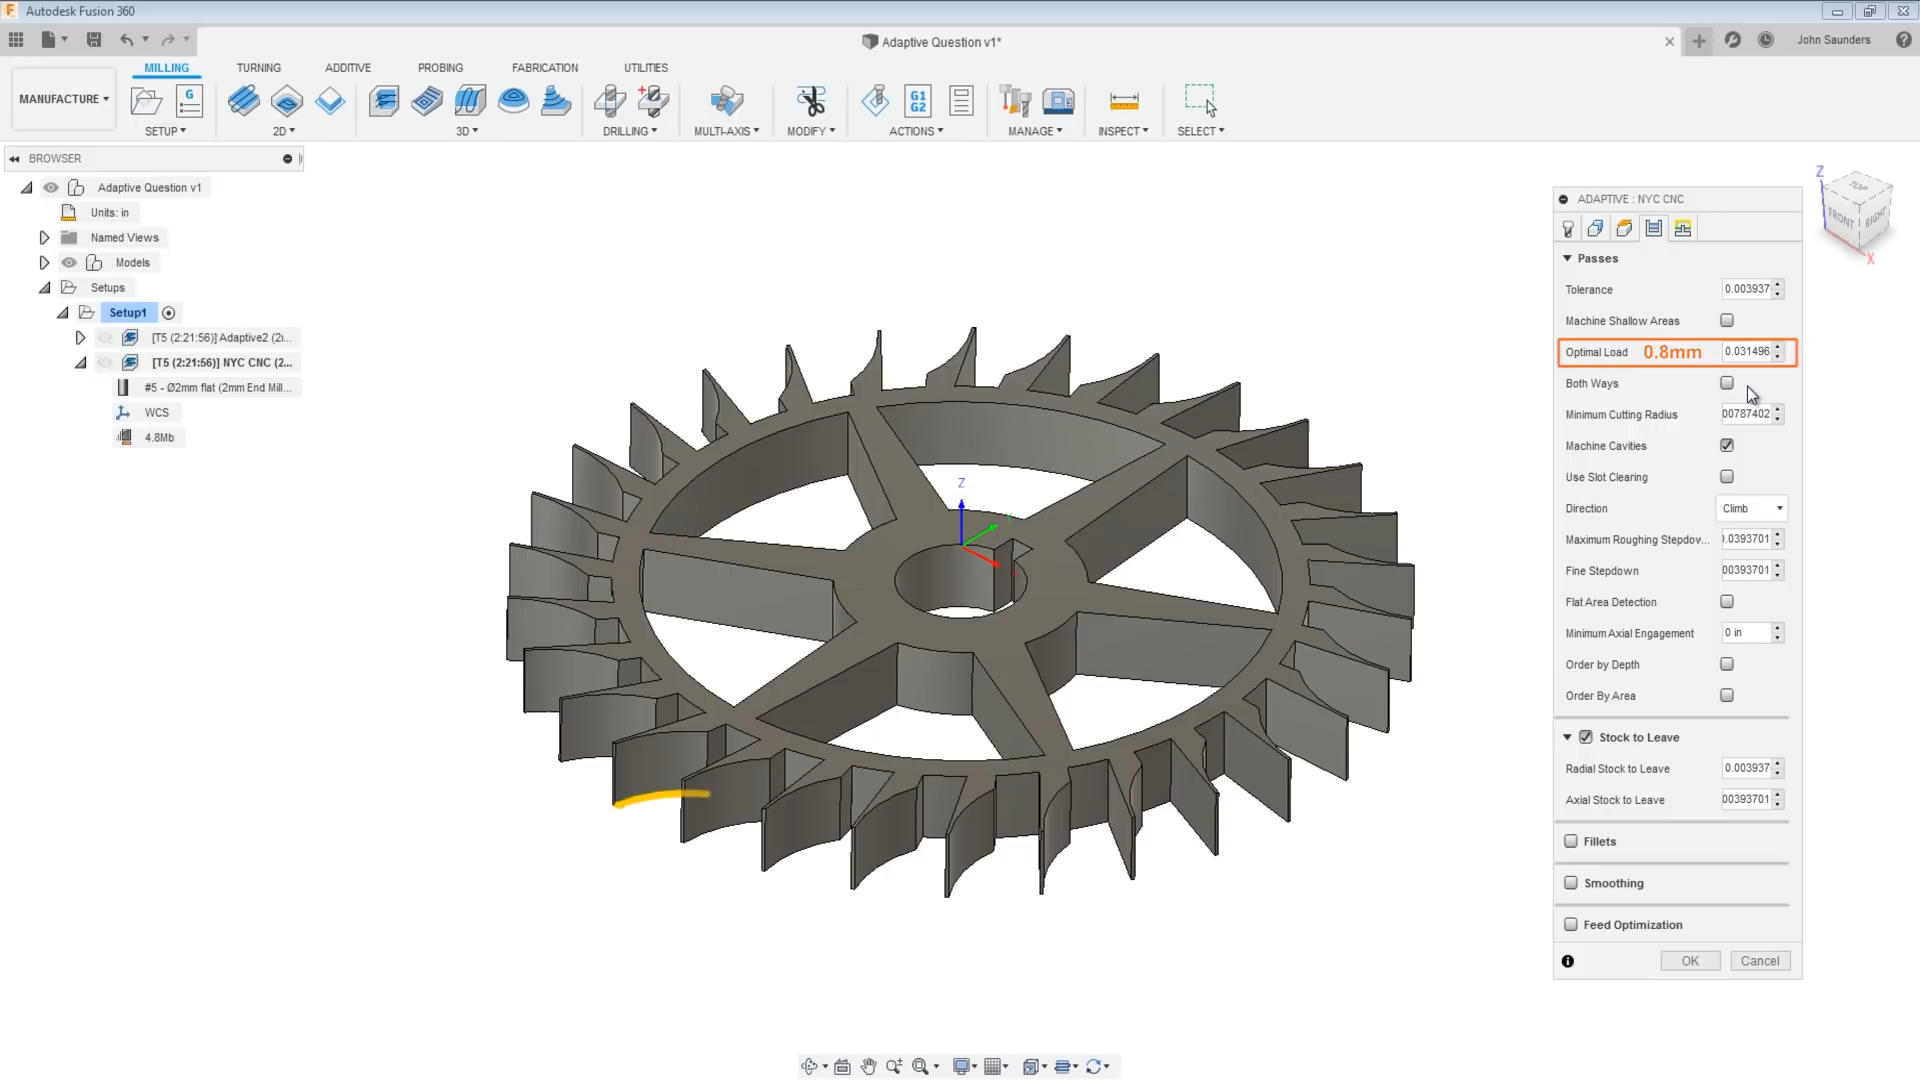 Autodesk Fusion 360
Adaptive Question v1*
John Saunders
MANUFACTURE
MILLING
TURNING
ADDITIVE
PROBING
FABRICATION
UTILITIES
G
G1
G2
SETUP
2D
3D
DRILLING
MULTI-AXIS
MODIFY
ACTIONS
MANAGE
INSPECT
SELECT
BROWSER
Adaptive Question v1
Units: in
Named Views
Models
Setups
Setup1
[T5 (2:21:56)] Adaptive2 (2i...
[T5 (2:21:56)] NYC CNC (2...
#5 - Ø2mm flat (2mm End Mill...
WCS
4.8Mb
Z
Z
TOP
FRONT
RIGHT
X
ADAPTIVE : NYC CNC
Passes
Tolerance 0.003937
Machine Shallow Areas
Optimal Load 0.8mm 0.031496
Both Ways
Minimum Cutting Radius 00787402
Machine Cavities
Use Slot Clearing
Direction Climb
Maximum Roughing Stepdov... ).0393701
Fine Stepdown 00393701
Flat Area Detection
Minimum Axial Engagement 0 in
Order by Depth
Order By Area
Stock to Leave
Radial Stock to Leave 0.003937
Axial Stock to Leave 00393701
Fillets
Smoothing
Feed Optimization
OK Cancel